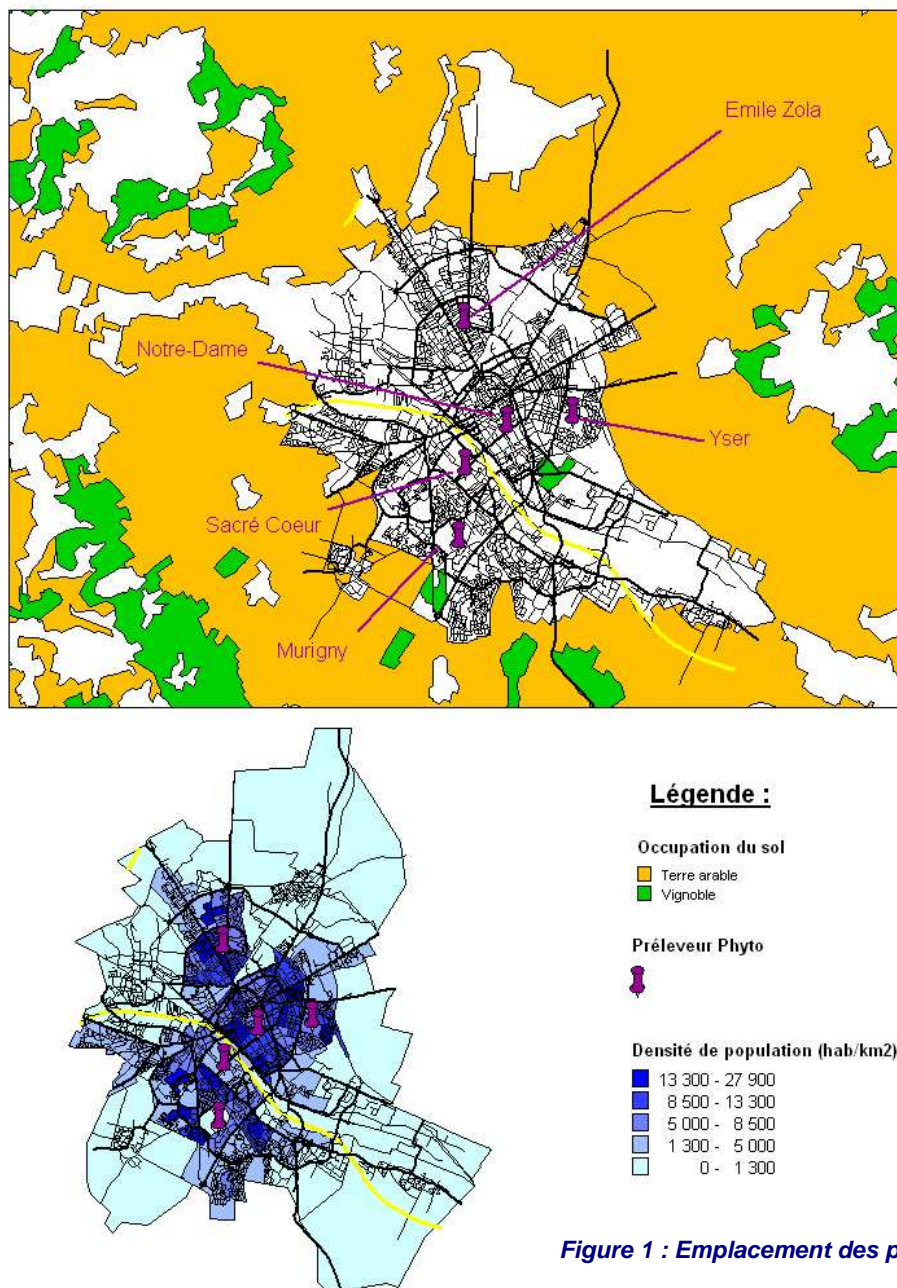 Emile Zola
Notre-Dame
Yser
Sacré Coeur
Murigny
Légende :
Occupation du sol
Terre arable
Vignoble
Préleveur Phyto
Densité de population (hab/km2)
13 300 - 27 900
8 500 - 13 300
5 000 - 8 500
1 300 - 5 000
0 - 1 300
Figure 1 : Emplacement des p